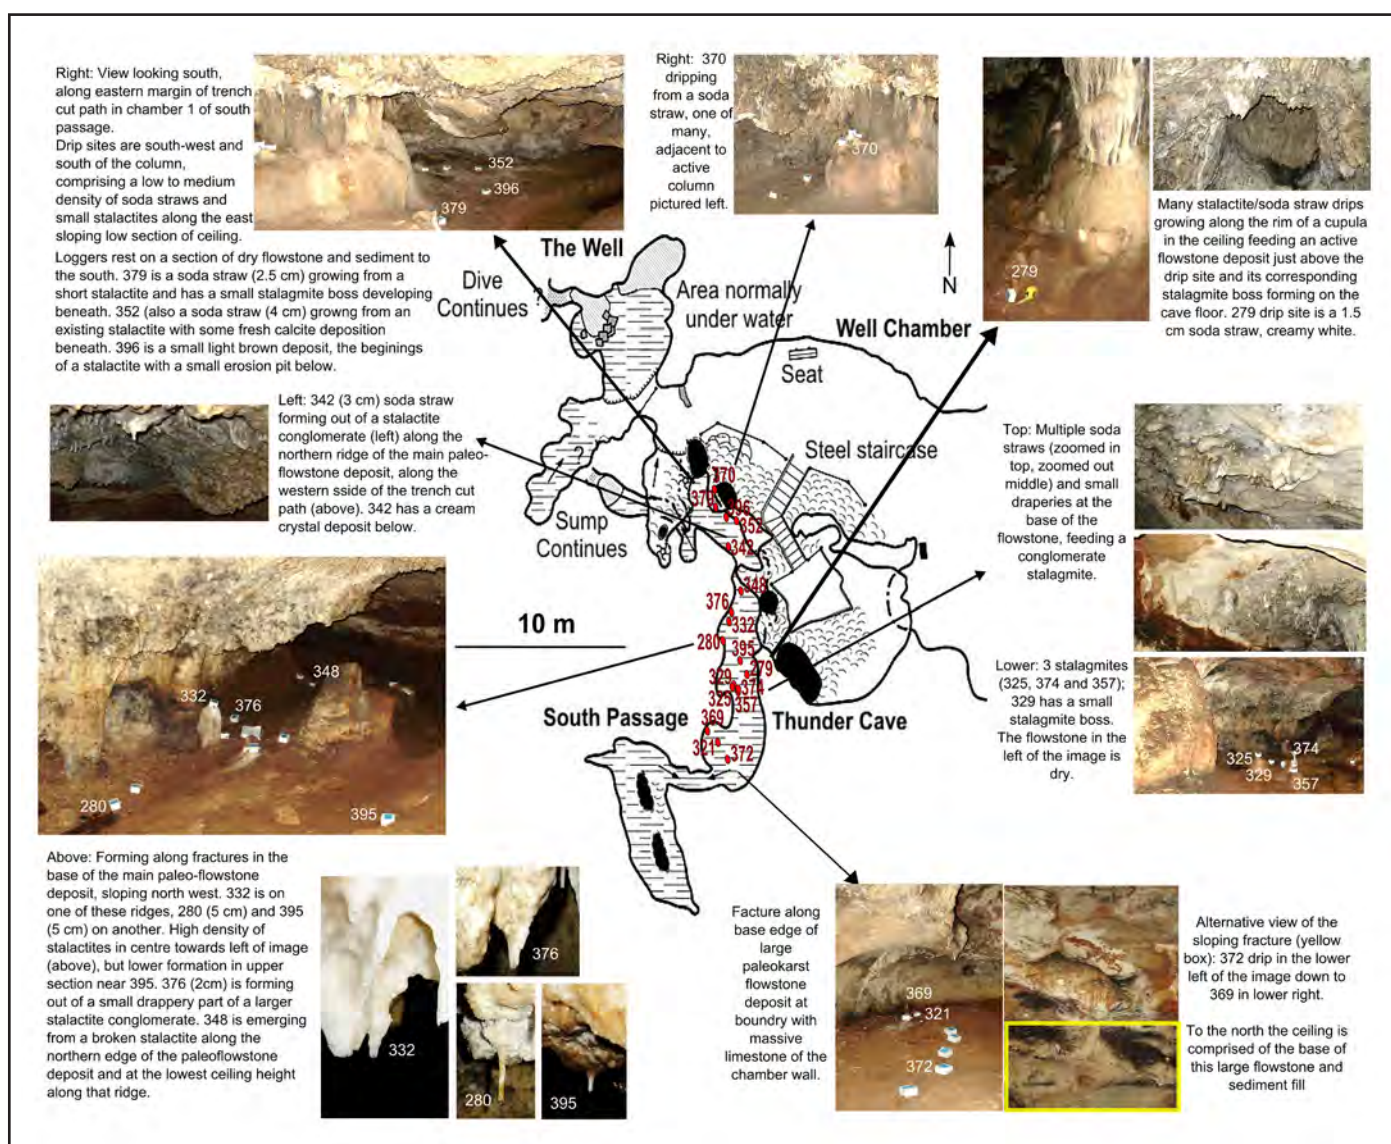 Right: View looking south,
along eastern margin of trench
cut path in chamber 1 of south
passage.
Drip sites are south-west and
south of the column,
comprising a low to medium
density of soda straws and
small stalactites along the east
sloping low section of ceiling.
Loggers rest on a section of dry flowstone and sediment to
the south. 379 is a soda straw (2.5 cm) growing from a
short stalactite and has a small stalagmite boss developing
beneath. 352 (also a soda straw (4 cm) growng from an
existing stalactite with some fresh calcite deposition
beneath. 396 is a small light brown deposit, the beginings
of a stalactite with a small erosion pit below.
352
396
379
Right: 370
dripping
from a soda
straw, one of
many,
adjacent to
active
column
pictured left.
370
279
Many stalactite/soda straw drips
growing along the rim of a cupula
in the ceiling feeding an active
flowstone deposit just above the
drip site and its corresponding
stalagmite boss forming on the
cave floor. 279 drip site is a 1.5
cm soda straw, creamy white.
Left: 342 (3 cm) soda straw
forming out of a stalactite
conglomerate (left) along the
northern ridge of the main paleo-
flowstone deposit, along the
western sside of the trench cut
path (above). 342 has a cream
crystal deposit below.
The Well
Dive
Continues
?
Area normally
under water
N
Well Chamber
Seat
Steel staircase
?
Sump
Continues
370
379
396
352
342
348
376
332
280
395
279
329
374
325
357
369
321
372
10 m
South Passage
Thunder Cave
Top: Multiple soda
straws (zoomed in
top, zoomed out
middle) and small
draperies at the
base of the
flowstone, feeding a
conglomerate
stalagmite.
Lower: 3 stalagmites
(325, 374 and 357);
329 has a small
stalagmite boss.
The flowstone in the
left of the image is
dry.
374
325
329
357
348
332
376
280
395
Above: Forming along fractures in the
base of the main paleo-flowstone
deposit, sloping north west. 332 is on
one of these ridges, 280 (5 cm) and 395
(5 cm) on another. High density of
stalactites in centre towards left of image
(above), but lower formation in upper
section near 395. 376 (2cm) is forming
out of a small drappery part of a larger
stalactite conglomerate. 348 is emerging
from a broken stalactite along the
northern edge of the paleoflowstone
deposit and at the lowest ceiling height
along that ridge.
332
376
280
395
Facture along
base edge of
large
paleokarst
flowstone
deposit at
boundry with
massive
limestone of the
chamber wall.
369
321
372
Alternative view of the
sloping fracture (yellow
box): 372 drip in the lower
left of the image down to
369 in lower right.
To the north the ceiling is
comprised of the base of
this large flowstone and
sediment fill